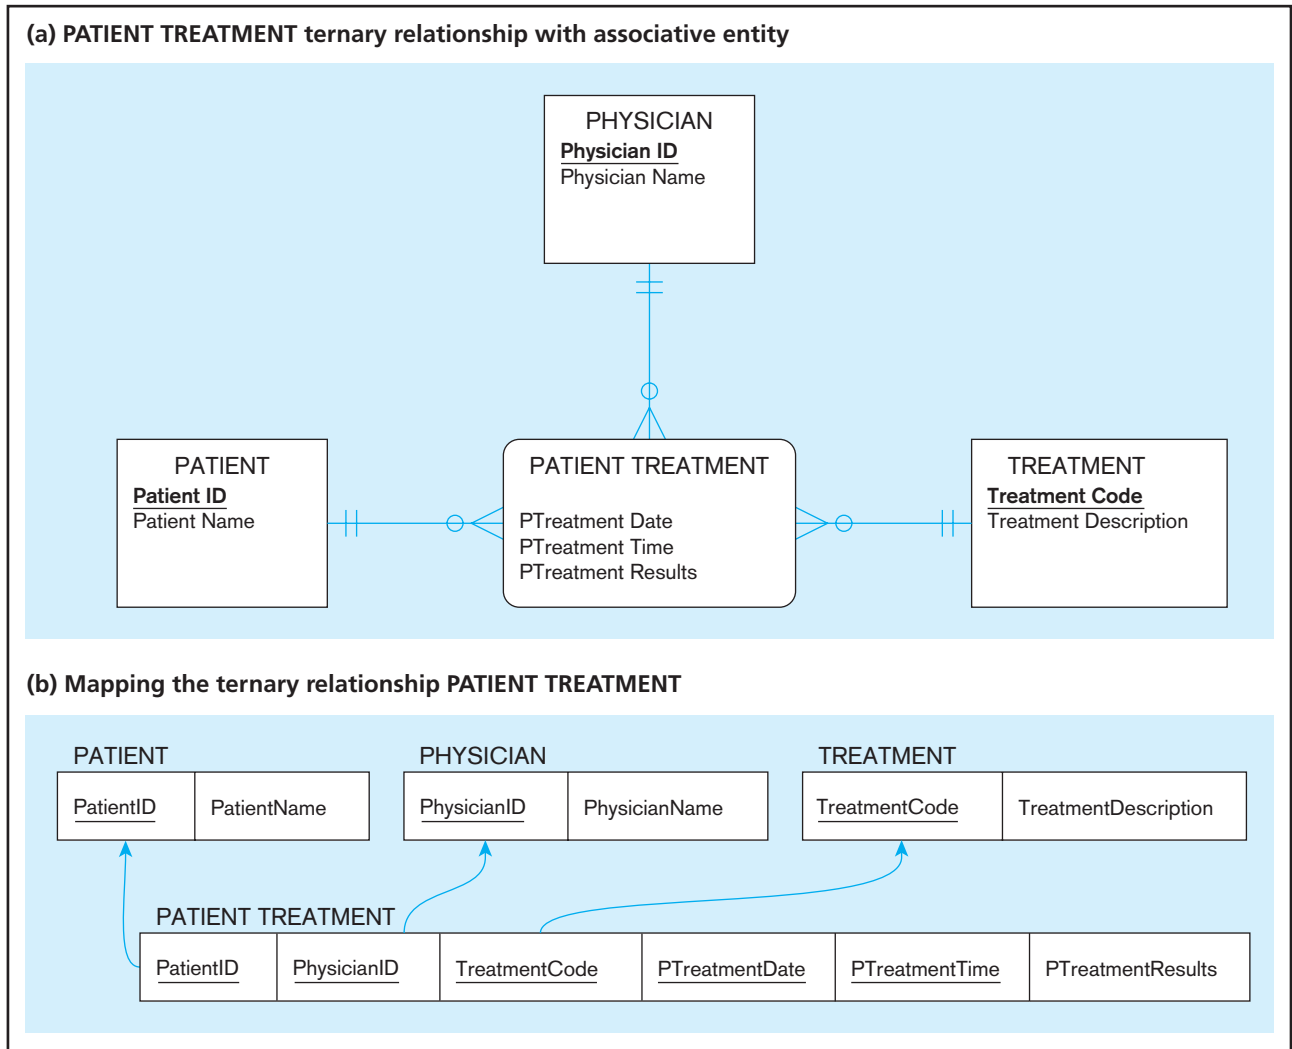 (a) PATIENT TREATMENT ternary relationship with associative entity
PHYSICIAN
Physician ID
Physician Name
PATIENT
Patient ID
Patient Name
PATIENT TREATMENT
PTreatment Date
PTreatment Time
PTreatment Results
TREATMENT
Treatment Code
Treatment Description
(b) Mapping the ternary relationship PATIENT TREATMENT
PATIENT
PatientID PatientName
PHYSICIAN
PhysicianID PhysicianName
TREATMENT
TreatmentCode TreatmentDescription
PATIENT TREATMENT
PatientID PhysicianID TreatmentCode PTreatmentDate PTreatmentTime PTreatmentResults